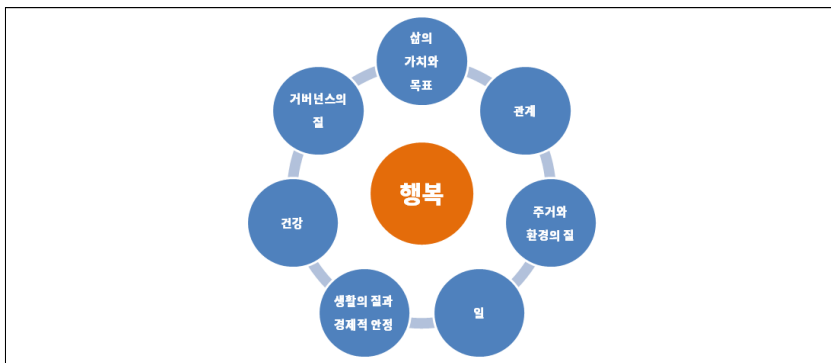 삶의
가치와
목표
거버넌스의
질
관계
행복
건강
주거와
환경의 질
생활의 질과
경제적 안정
일